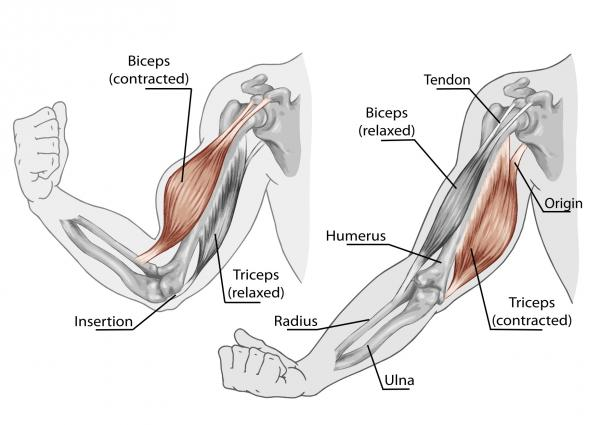 Biceps
(contracted)
Triceps
(relaxed)
Insertion
Tendon
Biceps
(relaxed)
Origin
Humerus
Triceps
(contracted)
Radius
Ulna